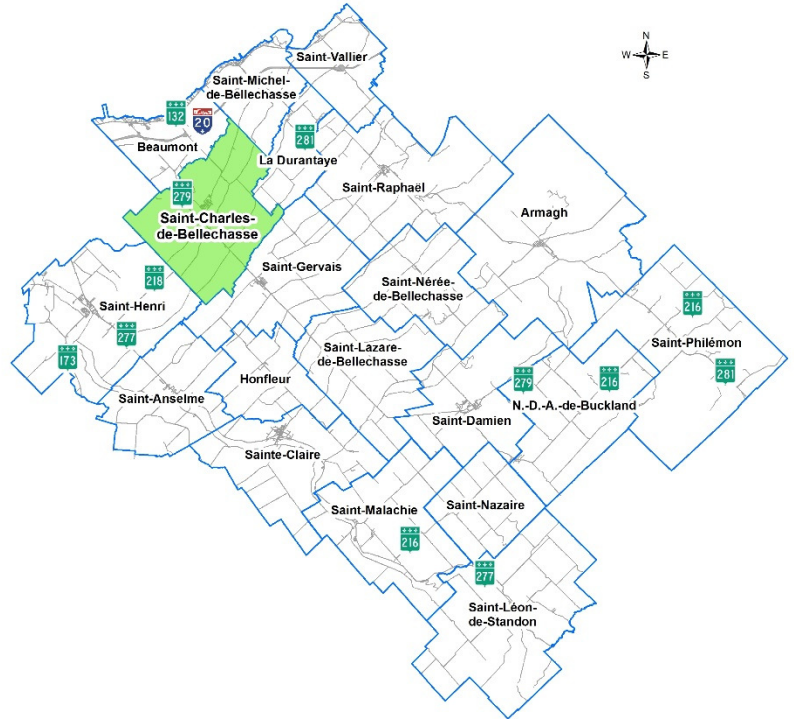 Saint-Vallier
N
W E
S
Saint-Michel-
de-Bellechasse
132
20
Beaumont
281
La Durantaye
279
Saint-Raphaël
Saint-Charles-
de-Bellechasse
Armagh
218
Saint-Gervais
Saint-Nérée-
de-Bellechasse
Saint-Henri
216
277
Saint-Philémon
173
Saint-Lazare-
de-Bellechasse
281
Honfleur
279
216
Saint-Anselme
N.-D.-A.-de-Buckland
Saint-Damien
Sainte-Claire
Saint-Malachie
Saint-Nazaire
216
277
Saint-Léon-
de-Standon